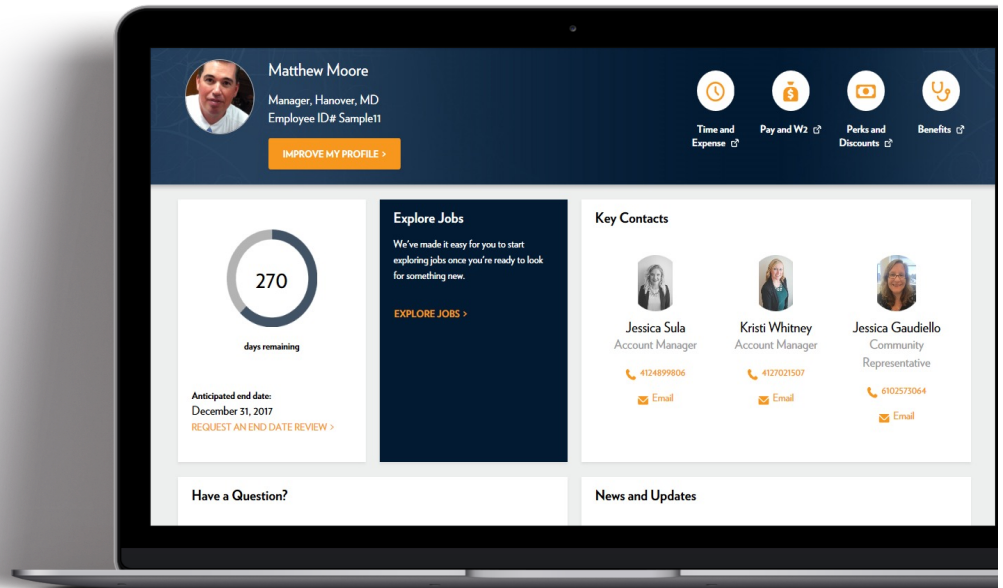 Matthew Moore
Manager, Hanover, MD
Employee ID# Sample11
IMPROVE MY PROFILE >
Time and
Expense
Pay and W2
Perks and
Discounts
Benefits
270
days remaining
Anticipated end date:
December 31, 2017
REQUEST AN END DATE REVIEW >
Explore Jobs
We've made it easy for you to start
exploring jobs once you're ready to look
for something new.
EXPLORE JOBS >
Key Contacts
Jessica Sula
Account Manager
4124899806
Email
Kristi Whitney
Account Manager
4127021507
Email
Jessica Gaudiello
Community
Representative
6102573064
Email
Have a Question?
News and Updates